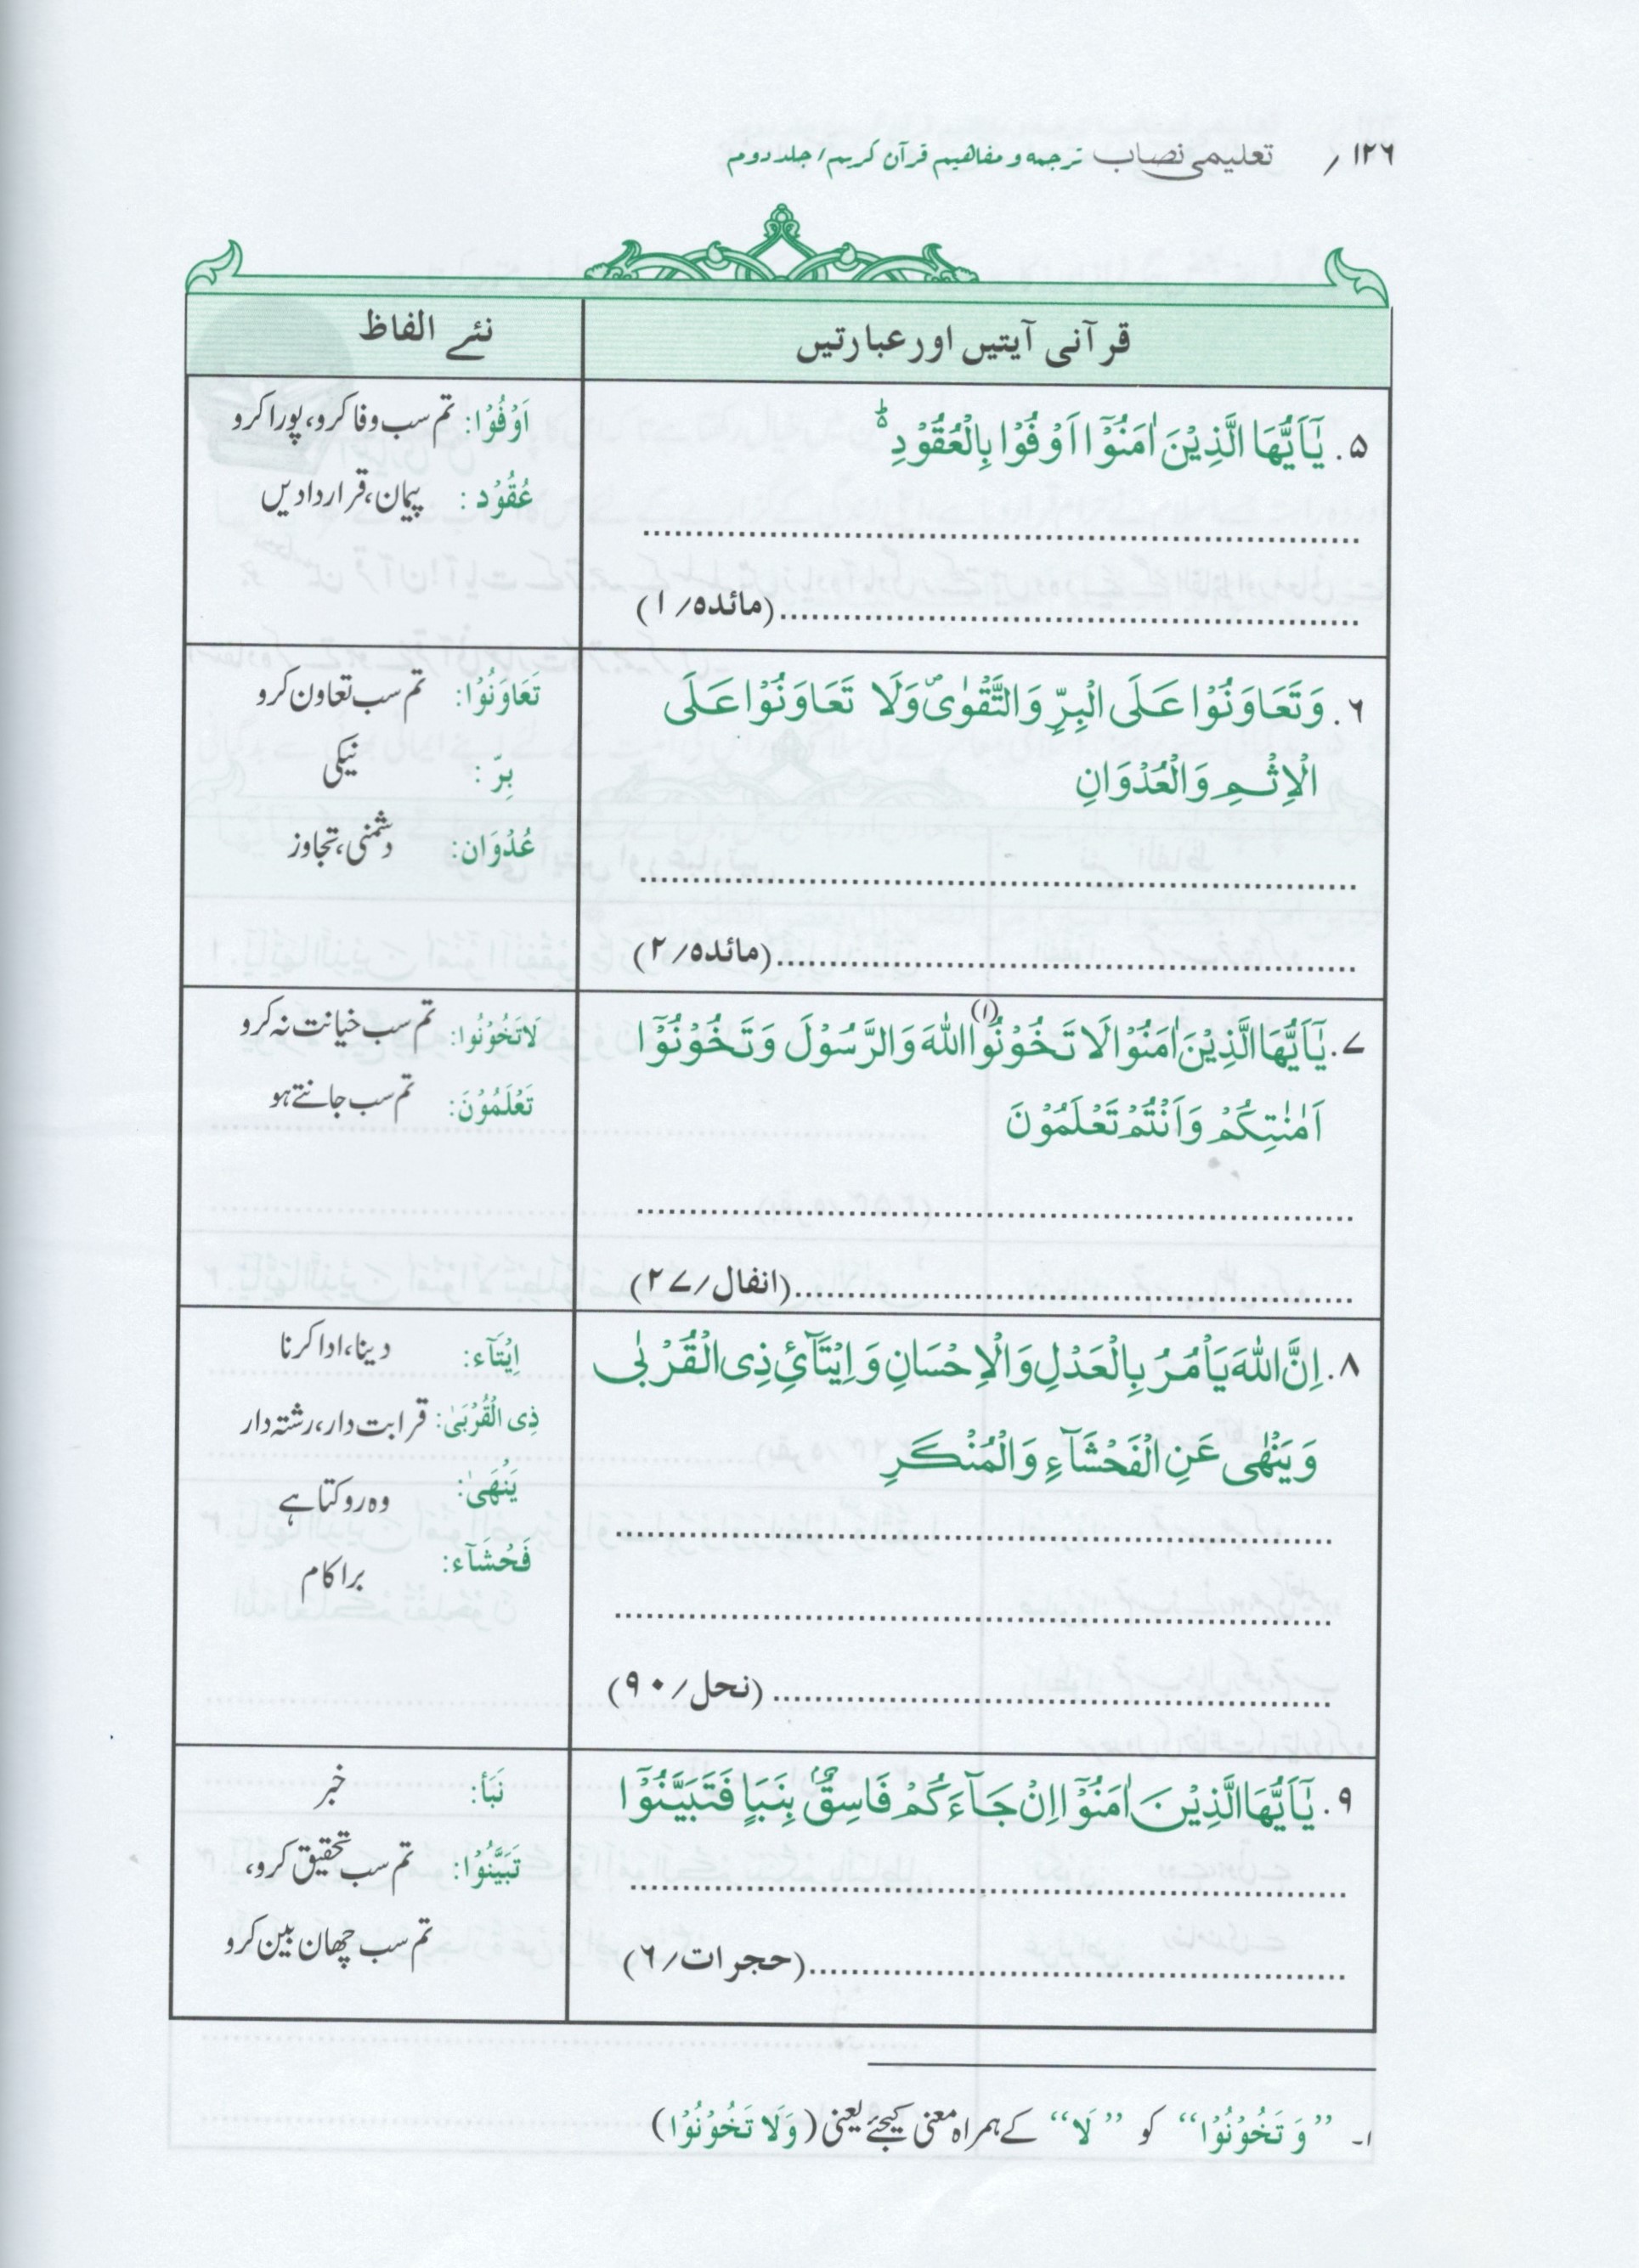 ۱۲۶ / تعلیمی نصاب ترجمہ و مفاہیم قرآن کریم/ جلد دوم
قرآنی آیتیں اور عبارتیں
نئے الفاظ
۵. يٰٓاَيُّهَا الَّذِيْنَ اٰمَنُوْٓا اَوْفُوْا بِالْعُقُوْدِ ؕ
................................................
................................................(مائدہ/۱)
اَوْفُوْا: تم سب وفا کرو، پورا کرو
عُقُوْد: پیمان، قراردادیں
۶. وَتَعَاوَنُوْا عَلَى الْبِرِّ وَالتَّقْوٰى ۪ وَلَا تَعَاوَنُوْا عَلَى
الْاِثْمِ وَالْعُدْوَانِ
................................................
................................................(مائدہ/۲)
تَعَاوَنُوْا: تم سب تعاون کرو
بِرّ: نیکی
عُدْوَان: دشمنی، تجاوز
۷. يٰٓاَيُّهَا الَّذِيْنَ اٰمَنُوْا لَا تَخُوْنُوا(۱) اللّٰهَ وَالرَّسُوْلَ وَتَخُوْنُوْٓا
اَمٰنٰتِكُمْ وَاَنْتُمْ تَعْلَمُوْنَ
................................................
................................................(انفال/۲۷)
لَاتَخُوْنُوا: تم سب خیانت نہ کرو
تَعْلَمُوْنَ: تم سب جانتے ہو
۸. اِنَّ اللّٰهَ يَاْمُرُ بِالْعَدْلِ وَالْاِحْسَانِ وَاِيْتَآئِ ذِى الْقُرْبٰى
وَيَنْهٰى عَنِ الْفَحْشَآءِ وَالْمُنْكَرِ
................................................
................................................
................................................(نحل/۹۰)
اِيْتَآء: دینا، ادا کرنا
ذِى الْقُرْبَىٰ: قرابت دار، رشتہ دار
يَنْهَىٰ: وہ روکتا ہے
فَحْشَآء: برا کام
۹. يٰٓاَيُّهَا الَّذِيْنَ اٰمَنُوْٓا اِنْ جَآءَكُمْ فَاسِقٌۢ بِنَبَاٍ فَتَبَيَّنُوْٓا
................................................
................................................(حجرات/۶)
نَبَأ: خبر
تَبَيَّنُوْا: تم سب تحقیق کرو،
تم سب چھان بین کرو
۱۔ ”وَ تَخُوْنُوْا“ کو ”لَا“ کے ہمراہ معنی کیجئے یعنی (وَلَا تَخُوْنُوْا)